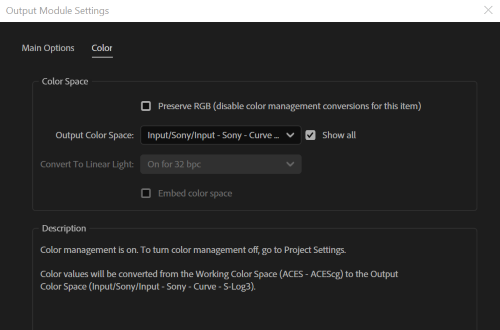 Output Module Settings
Main Options Color
Color Space
Preserve RGB (disable color management conversions for this item)
Output Color Space: Input/Sony/Input - Sony - Curve ... Show all
Convert To Linear Light: On for 32 bpc
Embed color space
Description
Color management is on. To turn color management off, go to Project Settings.
Color values will be converted from the Working Color Space (ACES - ACEScg) to the Output
Color Space (Input/Sony/Input - Sony - Curve - S-Log3).